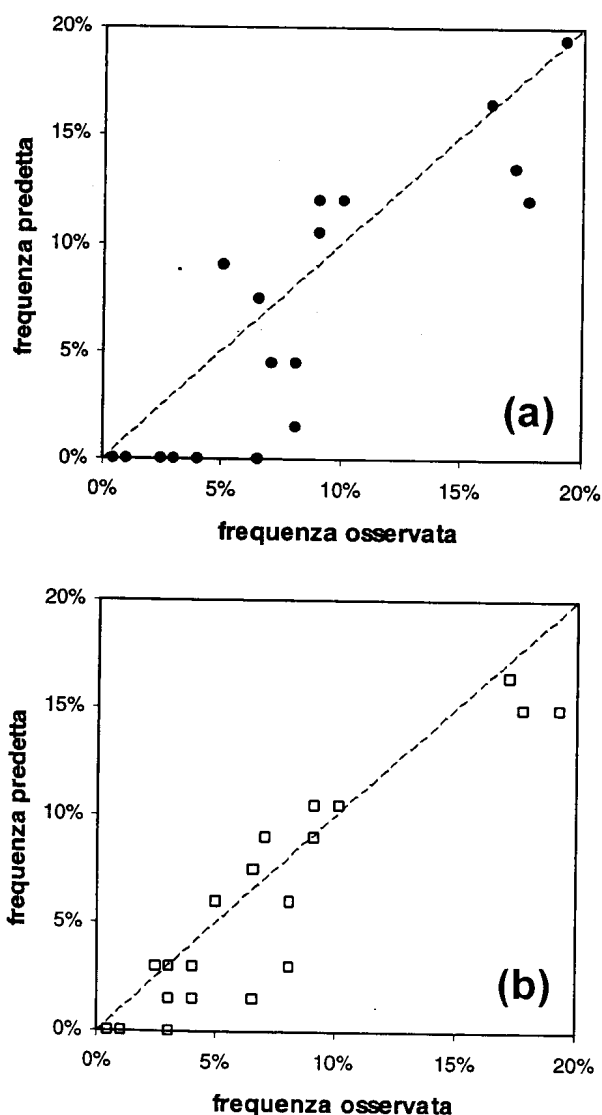 20%
15%
10%
5%
0%
frequenza predetta
(a)
0% 5% 10% 15% 20%
frequenza osservata
20%
15%
10%
5%
0%
frequenza predetta
(b)
0% 5% 10% 15% 20%
frequenza osservata